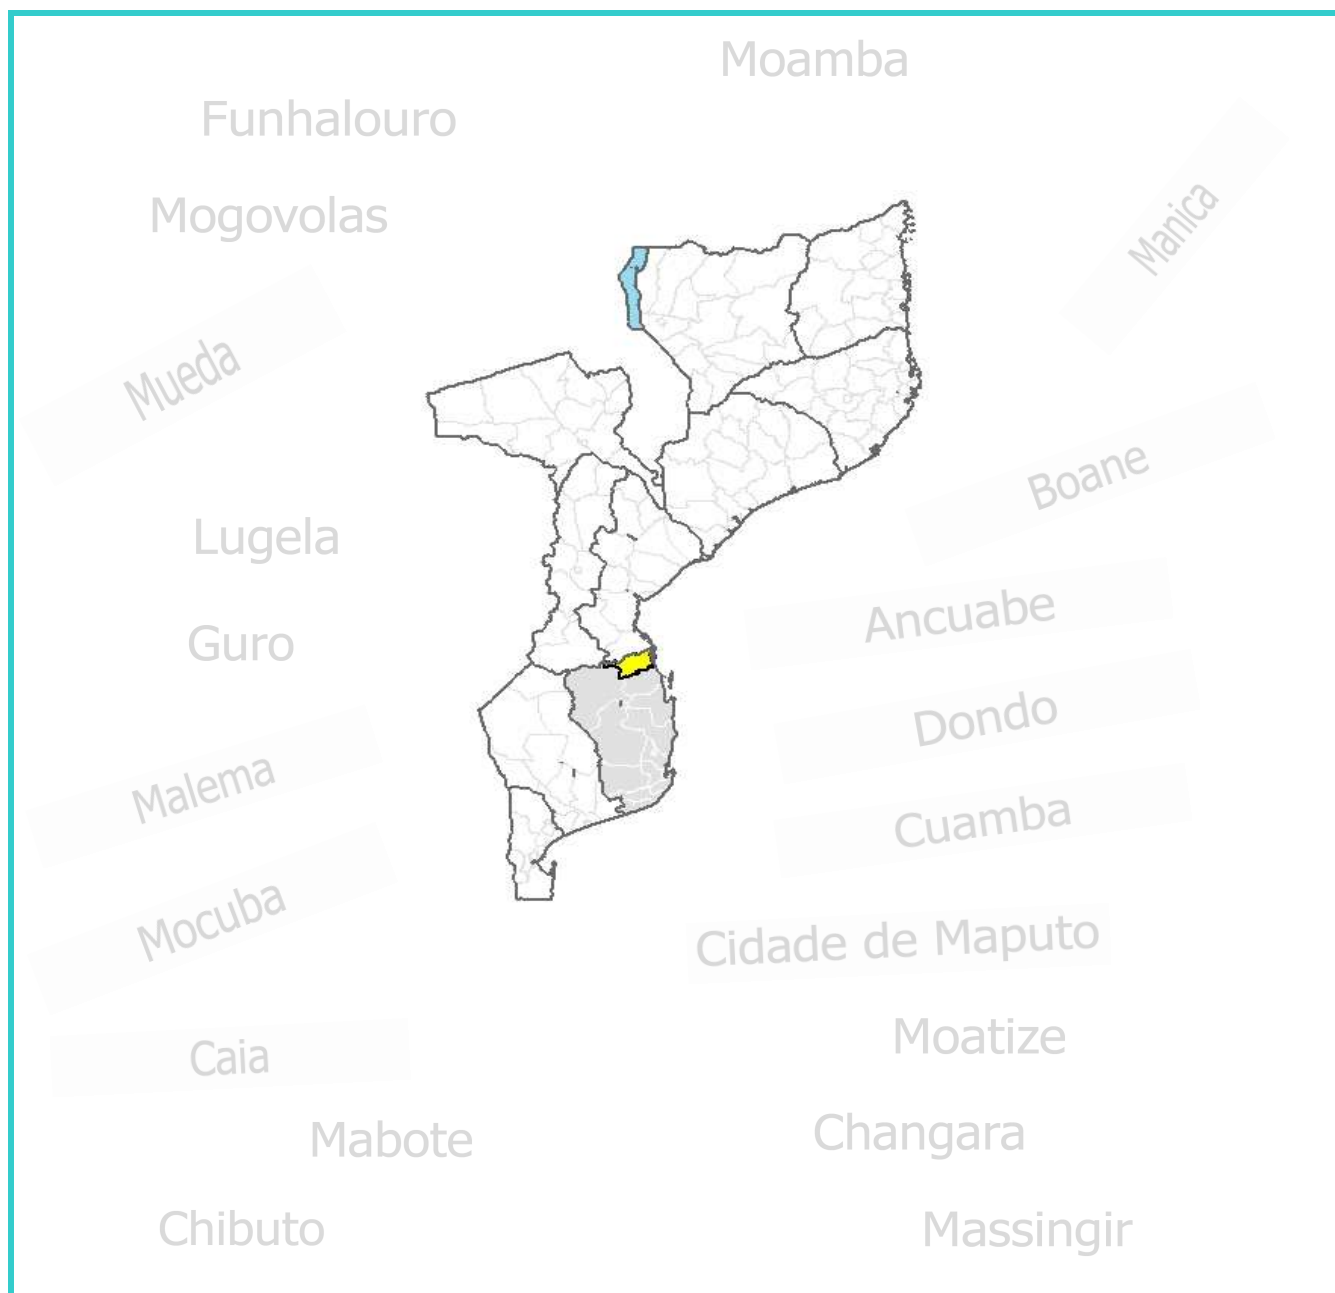 Moamba
Funhalouro
Manica
Mogovolas
Mueda
Boane
Lugela
Ancuabe
Guro
Dondo
Malema
Cuamba
Mocuba
Cidade de Maputo
Moatize
Caia
Changara
Mabote
Chibuto
Massingir